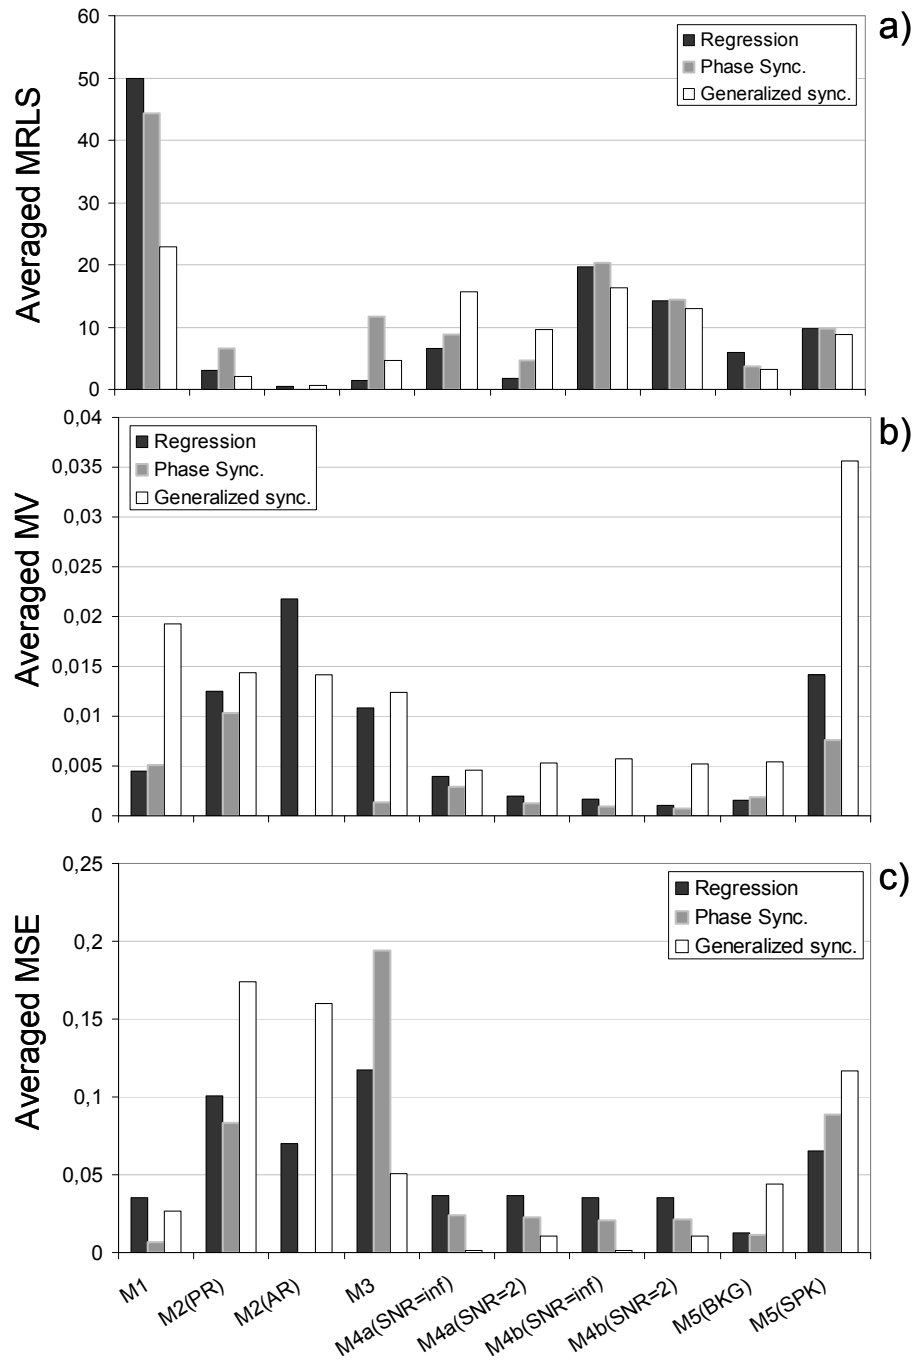 a)
Averaged MRLS
60
50
40
30
20
10
0
Regression
Phase Sync.
Generalized sync.
b)
Averaged MV
0,04
0,035
0,03
0,025
0,02
0,015
0,01
0,005
0
Regression
Phase Sync.
Generalized sync.
c)
Averaged MSE
0,25
0,2
0,15
0,1
0,05
0
Regression
Phase Sync.
Generalized sync.
M1
M2(PR)
M2(AR)
M3
M4a(SNR=inf)
M4a(SNR=2)
M4b(SNR=inf)
M4b(SNR=2)
M5(BKG)
M5(SPK)